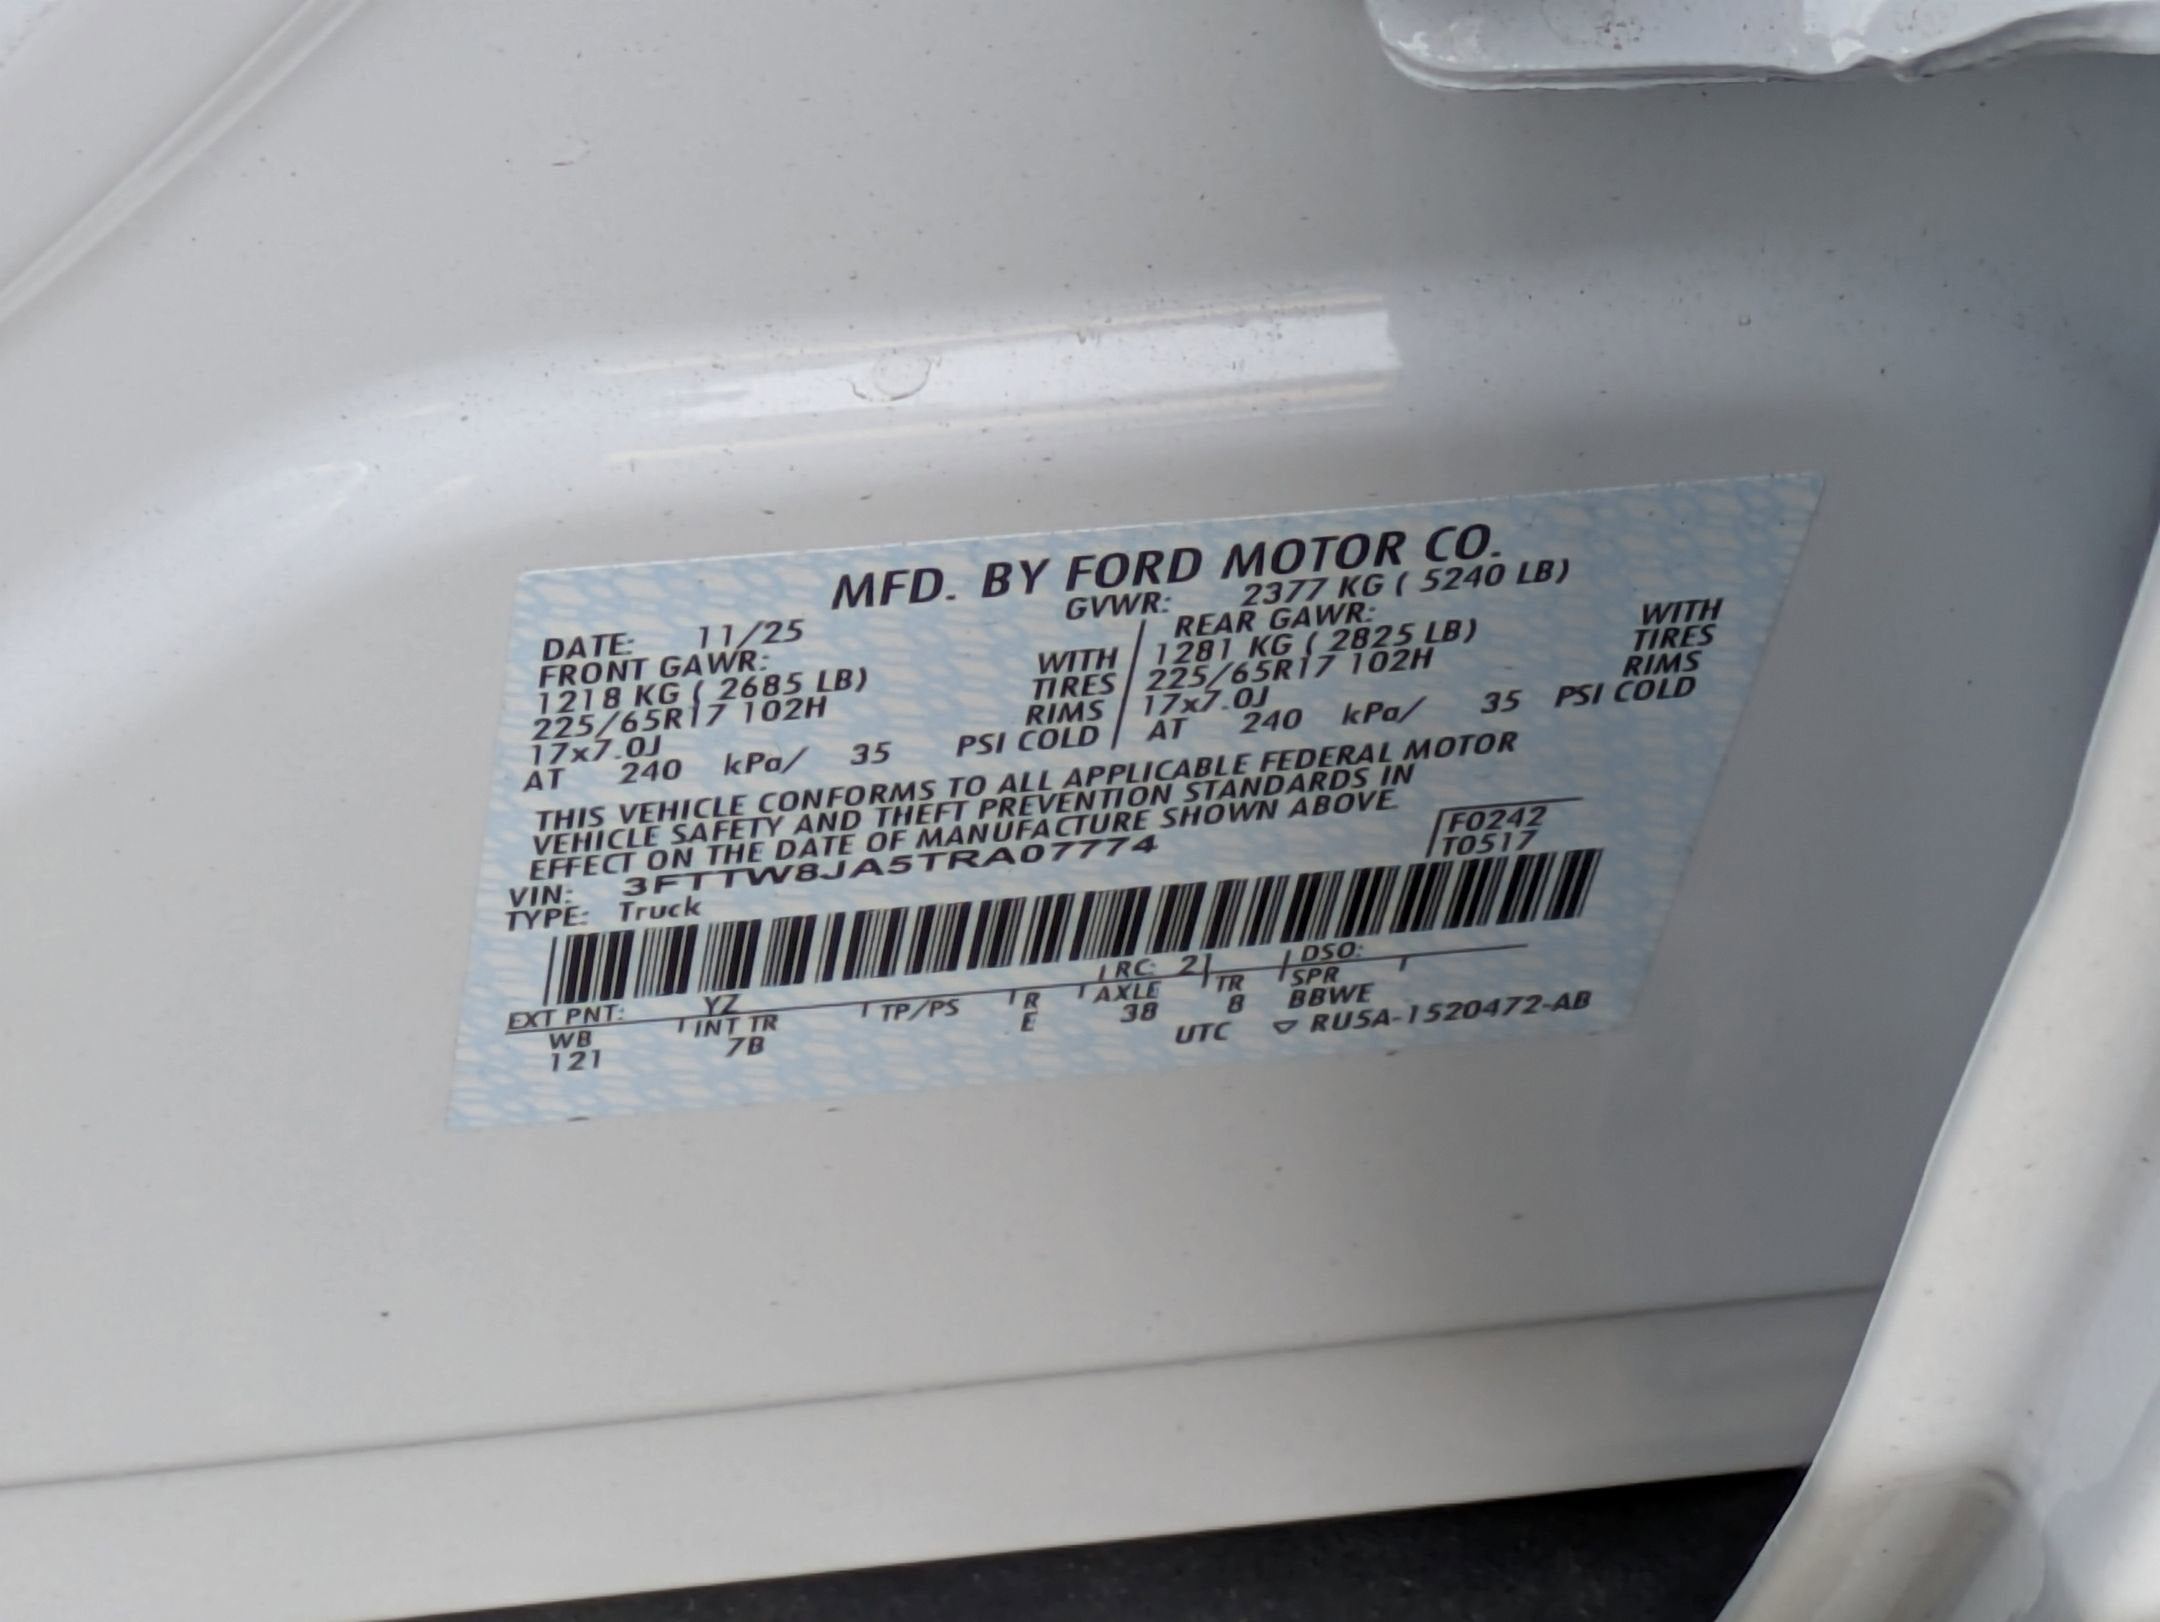 MFD. BY FORD MOTOR CO.
DATE: 11/25 GVWR: 2377 KG ( 5240 LB)
FRONT GAWR: REAR GAWR:
1218 KG ( 2685 LB) WITH 1281 KG ( 2825 LB) WITH
225/65R17 102H TIRES 225/65R17 102H TIRES
17x7.0J RIMS 17x7.0J RIMS
AT 240 kPa/ 35 PSI COLD AT 240 kPa/ 35 PSI COLD
THIS VEHICLE CONFORMS TO ALL APPLICABLE FEDERAL MOTOR
VEHICLE SAFETY AND THEFT PREVENTION STANDARDS IN
EFFECT ON THE DATE OF MANUFACTURE SHOWN ABOVE.
F0242
T0517
VIN: 3FTTW8JA5TRA07774
TYPE: Truck
EXT PNT: YZ RC: 21 DSO:
WB INT TR TP/PS R AXLE TR SPR
121 7B E 38 8 BBWE
UTC ▽ RU5A-1520472-AB